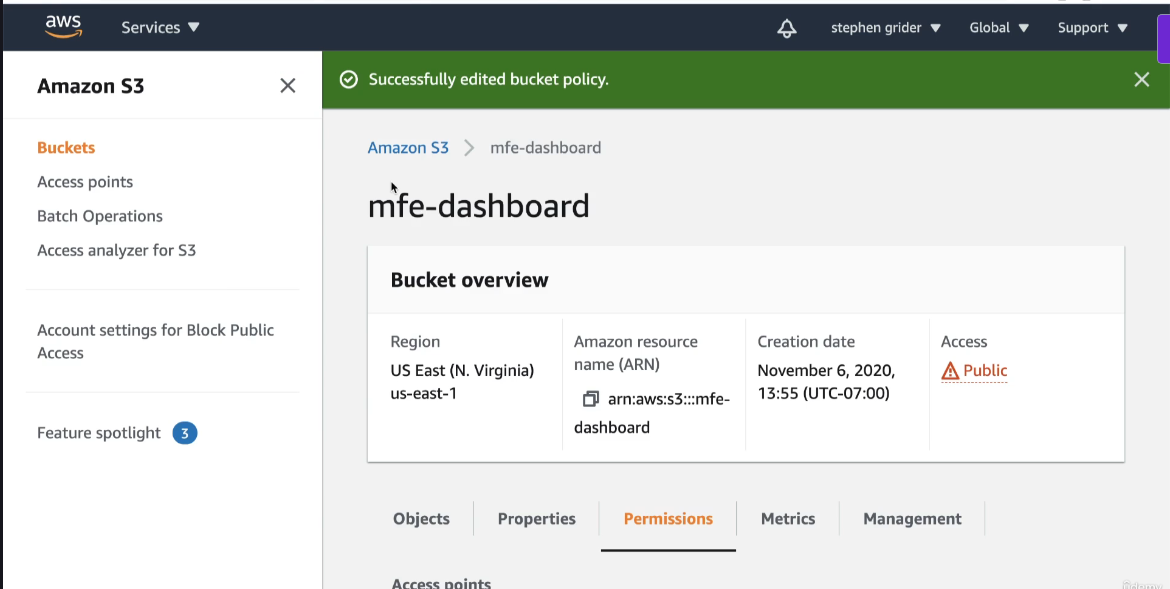 aws
Services
stephen grider
Global
Support
Amazon S3
Successfully edited bucket policy.
Buckets
Access points
Batch Operations
Access analyzer for S3
Account settings for Block Public
Access
Feature spotlight 3
Amazon S3 mfe-dashboard
mfe-dashboard
Bucket overview
Region
US East (N. Virginia)
us-east-1
Amazon resource
name (ARN)
arn:aws:s3:::mfe-
dashboard
Creation date
November 6, 2020,
13:55 (UTC-07:00)
Access
Public
Objects
Properties
Permissions
Metrics
Management
Access points
Udemy